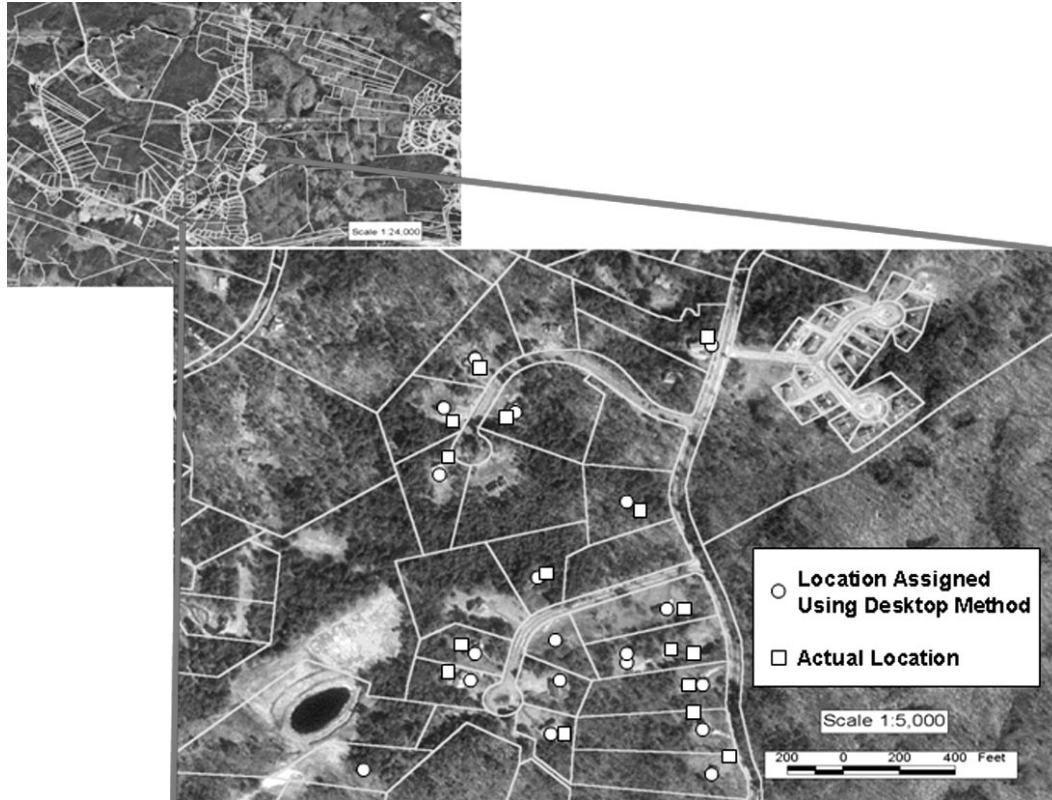 Scale 1:24,000
Location Assigned
Using Desktop Method
Actual Location
Scale 1:5,000
200 0 200 400 Feet